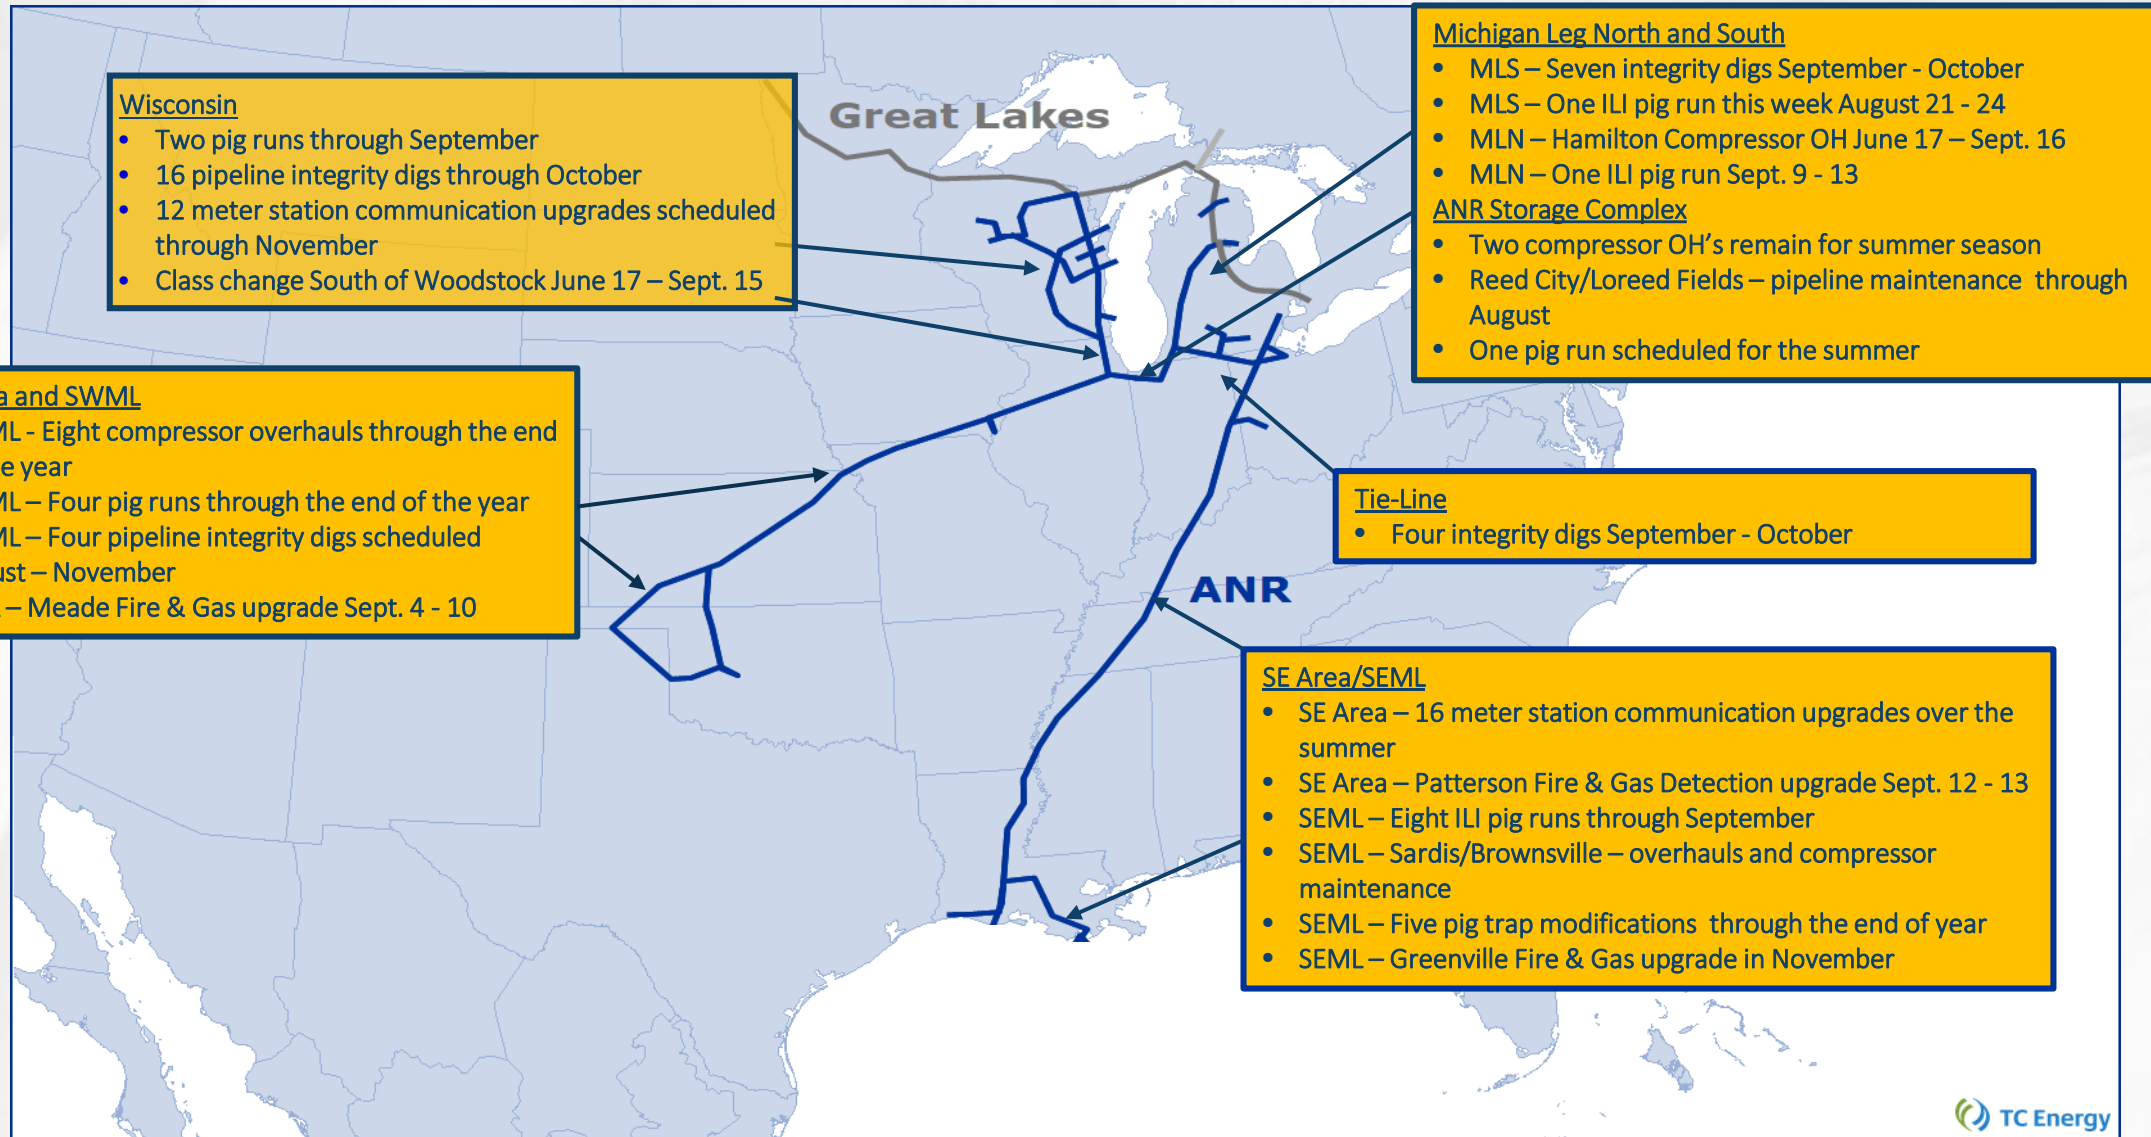 Wisconsin
• Two pig runs through September
• 16 pipeline integrity digs through October
• 12 meter station communication upgrades scheduled
through November
• Class change South of Woodstock June 17 – Sept. 15
Great Lakes
Michigan Leg North and South
• MLS – Seven integrity digs September - October
• MLS – One ILI pig run this week August 21 - 24
• MLN – Hamilton Compressor OH June 17 – Sept. 16
• MLN – One ILI pig run Sept. 9 - 13
ANR Storage Complex
• Two compressor OH's remain for summer season
• Reed City/Loreed Fields – pipeline maintenance through
August
• One pig run scheduled for the summer
and SWML
- Eight compressor overhauls through the end
year
– Four pig runs through the end of the year
– Four pipeline integrity digs scheduled
– November
– Meade Fire & Gas upgrade Sept. 4 - 10
Tie-Line
• Four integrity digs September - October
ANR
SE Area/SEML
• SE Area – 16 meter station communication upgrades over the
summer
• SE Area – Patterson Fire & Gas Detection upgrade Sept. 12 - 13
• SEML – Eight ILI pig runs through September
• SEML – Sardis/Brownsville – overhauls and compressor
maintenance
• SEML – Five pig trap modifications through the end of year
• SEML – Greenville Fire & Gas upgrade in November
TC Energy